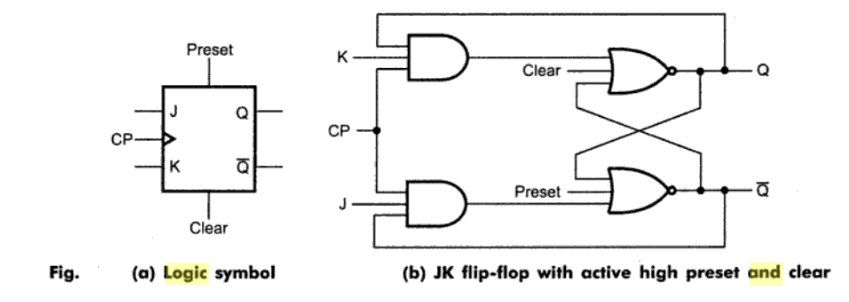 Preset
J
Q
CP
K
Q̅
Clear
K
Clear
Q
CP
Preset
Q̅
J
Fig.
(a) Logic symbol
(b) JK flip-flop with active high preset and clear